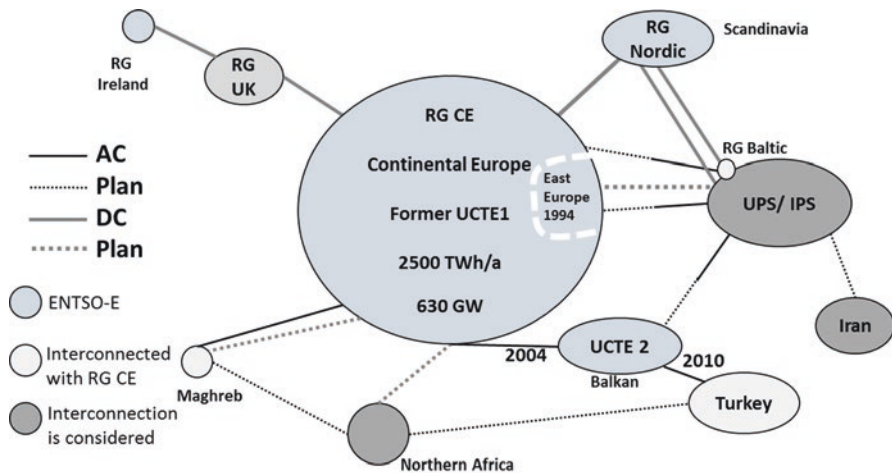 RG
Ireland
RG
UK
RG
Nordic
Scandinavia
AC
Plan
DC
Plan
ENTSO-E
Interconnected
with RG CE
Interconnection
is considered
RG CE
Continental Europe
Former UCTE1
2500 TWh/a
630 GW
East
Europe
1994
RG Baltic
UPS/ IPS
Iran
2004
UCTE 2
Balkan
2010
Turkey
Maghreb
Northern Africa